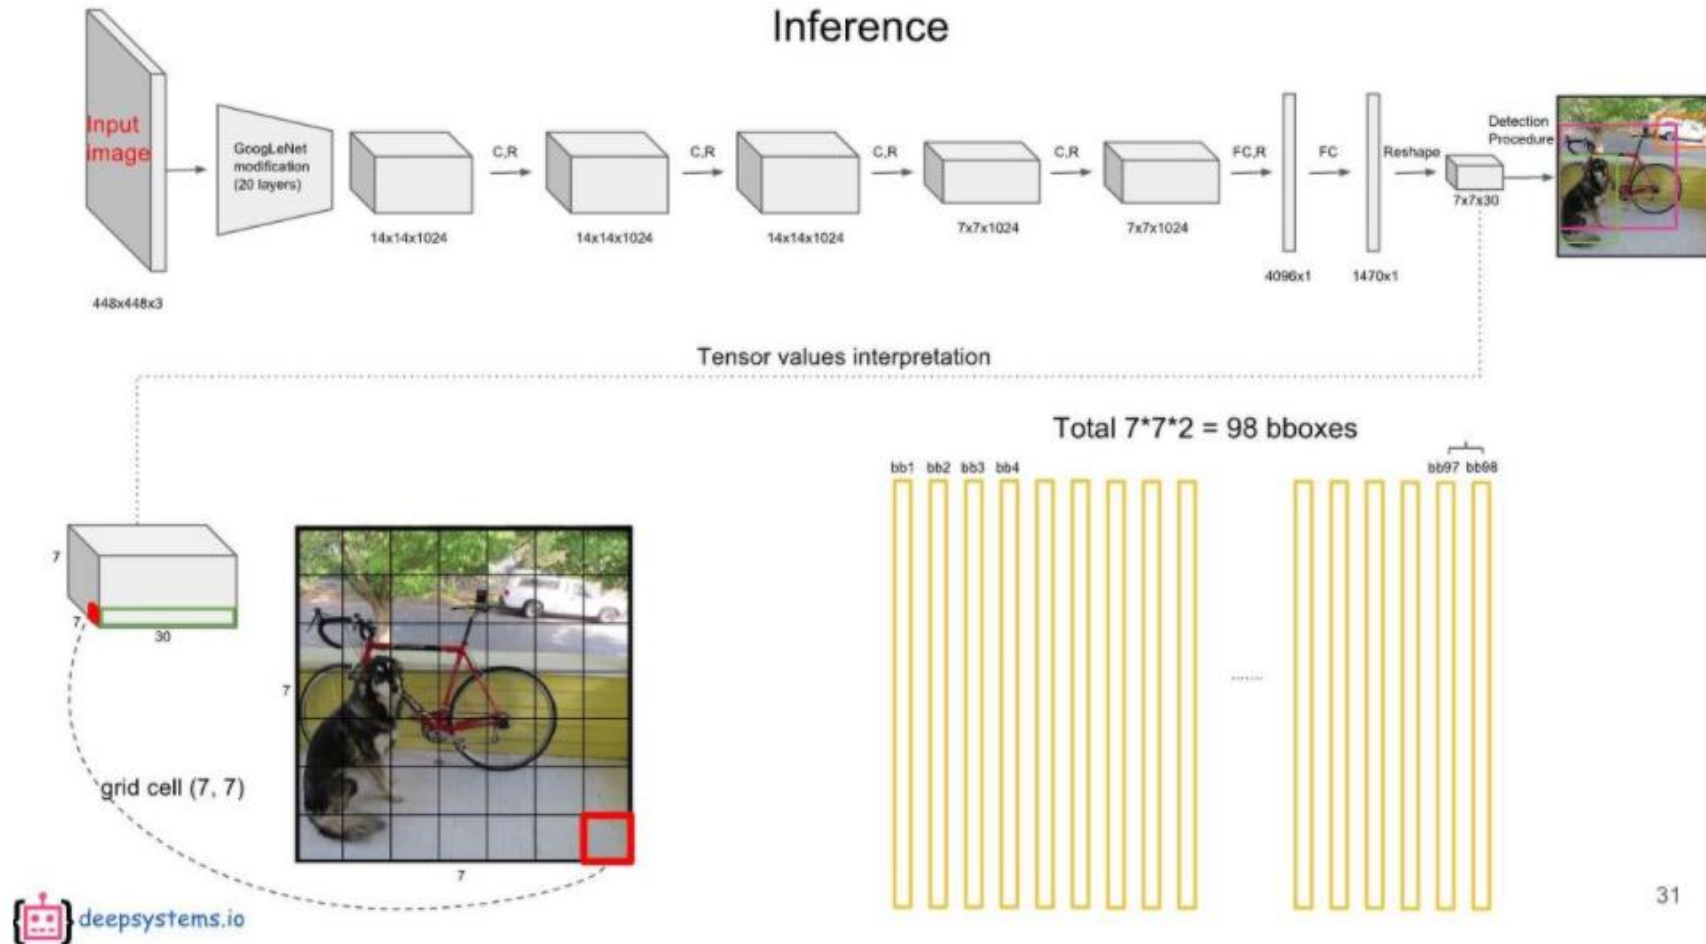 Inference
Input
image
GoogLeNet
modification
(20 layers)
C,R
C,R
C,R
C,R
FC,R
FC
Reshape
Detection
Procedure
448x448x3
14x14x1024
14x14x1024
14x14x1024
7x7x1024
7x7x1024
4096x1
1470x1
7x7x30
Tensor values interpretation
Total 7*7*2 = 98 bboxes
bb1 bb2 bb3 bb4
bb97 bb98
7
7
30
7
7
grid cell (7, 7)
.......
deepsystems.io
31